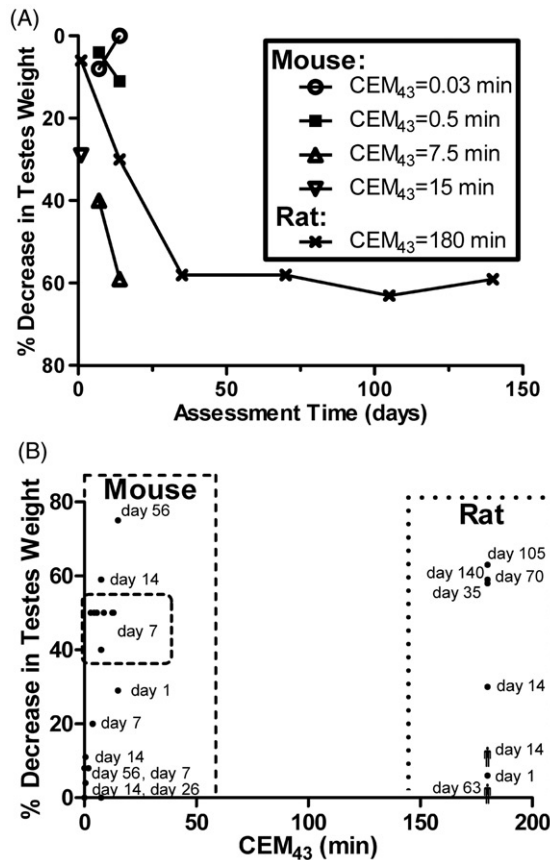 (A)
0
20
40
60
80
% Decrease in Testes Weight
Mouse:
CEM43=0.03 min
CEM43=0.5 min
CEM43=7.5 min
CEM43=15 min
Rat:
CEM43=180 min
0 50 100 150
Assessment Time (days)
(B)
80
60
40
20
0
% Decrease in Testes Weight
Mouse
day 56
day 14
day 7
day 1
day 7
day 14
day 56, day 7
day 14, day 26
Rat
day 105
day 140 day 70
day 35
day 14
day 14
day 1
day 63
0 50 100 150 200
CEM43 (min)